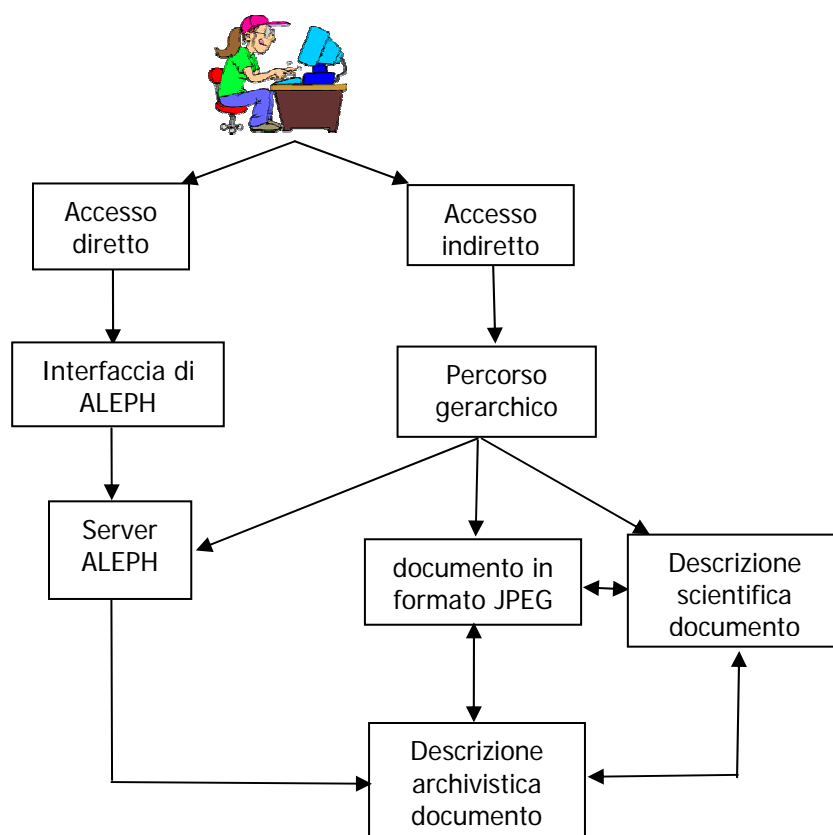 Accesso
diretto
Accesso
indiretto
Interfaccia di
ALEPH
Percorso
gerarchico
Server
ALEPH
documento in
formato JPEG
Descrizione
scientifica
documento
Descrizione
archivistica
documento